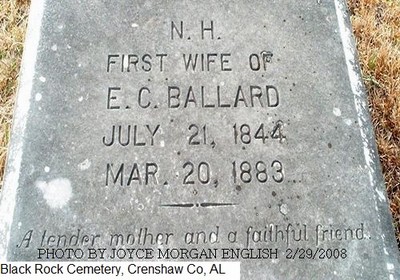 N. H.
FIRST WIFE OF
E. C. BALLARD
JULY 21, 1844
MAR. 20, 1883
A tender mother and a faithful friend.
PHOTO BY JOYCE MORGAN ENGLISH 2/29/2008
Black Rock Cemetery, Crenshaw Co, AL